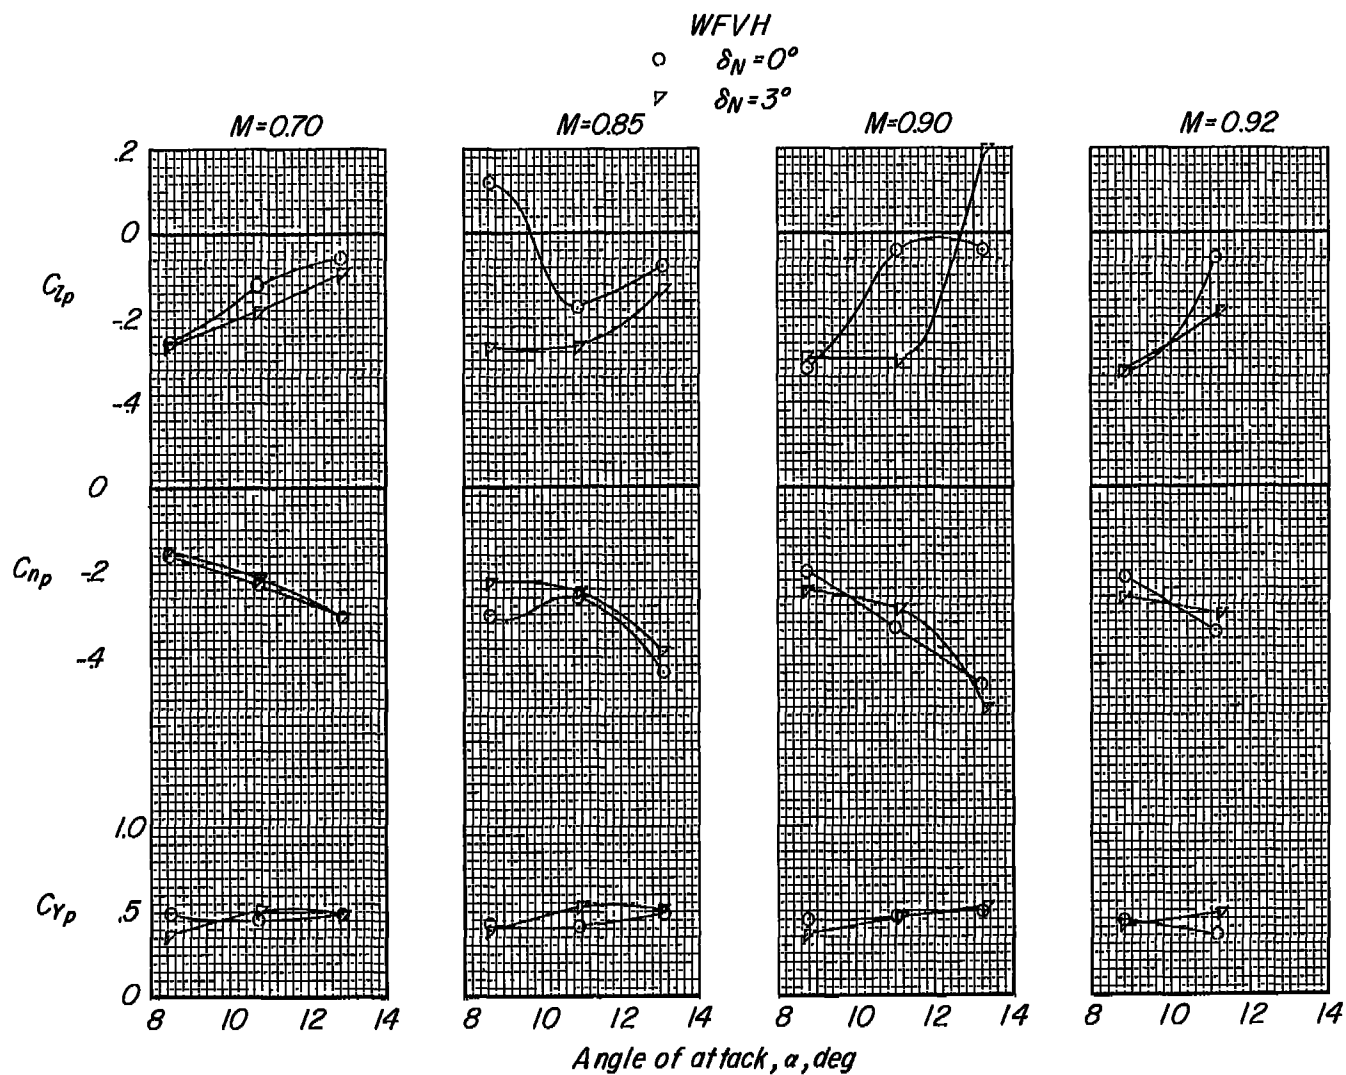 WFVH
δN=0°
δN=3°
M=0.70 M=0.85 M=0.90 M=0.92
.2
0
Clp
-.2
-.4
0
Cnp -.2
-.4
1.0
CYp .5
0
8 10 12 14 8 10 12 14 8 10 12 14 8 10 12 14
Angle of attack, α, deg